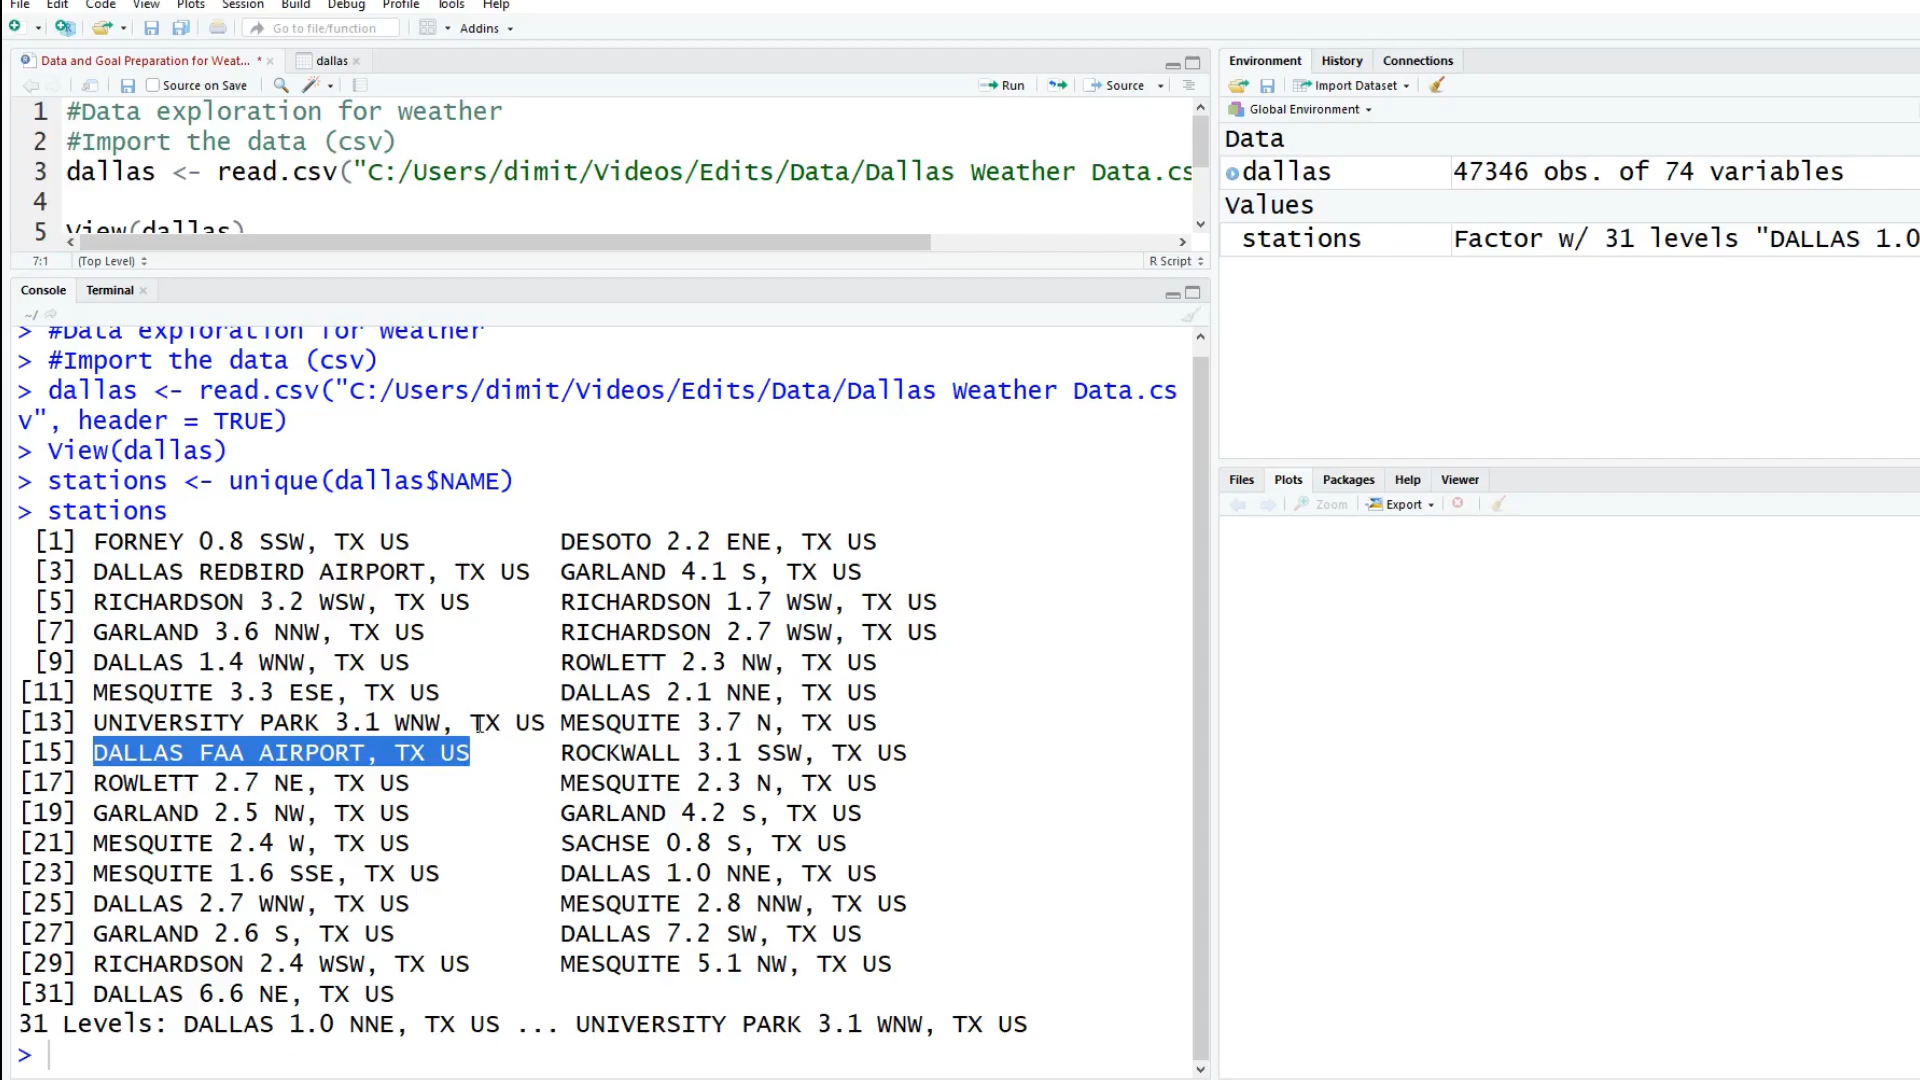 File Edit Code View Plots Session Build Debug Profile Tools Help
Go to file/function Addins
Data and Goal Preparation for Weat... * dallas
Source on Save Run Source
1 #Data exploration for weather
2 #Import the data (csv)
3 dallas <- read.csv("C:/Users/dimit/Videos/Edits/Data/Dallas Weather Data.cs
4
5 View(dallas)
7:1 (Top Level) R Script
Console Terminal
~/
> #Data exploration for weather
> #Import the data (csv)
> dallas <- read.csv("C:/Users/dimit/Videos/Edits/Data/Dallas Weather Data.cs
v", header = TRUE)
> View(dallas)
> stations <- unique(dallas$NAME)
> stations
[1] FORNEY 0.8 SSW, TX US DESOTO 2.2 ENE, TX US
[3] DALLAS REDBIRD AIRPORT, TX US GARLAND 4.1 S, TX US
[5] RICHARDSON 3.2 WSW, TX US RICHARDSON 1.7 WSW, TX US
[7] GARLAND 3.6 NNW, TX US RICHARDSON 2.7 WSW, TX US
[9] DALLAS 1.4 WNW, TX US ROWLETT 2.3 NW, TX US
[11] MESQUITE 3.3 ESE, TX US DALLAS 2.1 NNE, TX US
[13] UNIVERSITY PARK 3.1 WNW, TX US MESQUITE 3.7 N, TX US
[15] DALLAS FAA AIRPORT, TX US ROCKWALL 3.1 SSW, TX US
[17] ROWLETT 2.7 NE, TX US MESQUITE 2.3 N, TX US
[19] GARLAND 2.5 NW, TX US GARLAND 4.2 S, TX US
[21] MESQUITE 2.4 W, TX US SACHSE 0.8 S, TX US
[23] MESQUITE 1.6 SSE, TX US DALLAS 1.0 NNE, TX US
[25] DALLAS 2.7 WNW, TX US MESQUITE 2.8 NNW, TX US
[27] GARLAND 2.6 S, TX US DALLAS 7.2 SW, TX US
[29] RICHARDSON 2.4 WSW, TX US MESQUITE 5.1 NW, TX US
[31] DALLAS 6.6 NE, TX US
31 Levels: DALLAS 1.0 NNE, TX US ... UNIVERSITY PARK 3.1 WNW, TX US
>
Environment History Connections
Import Dataset
Global Environment
Data
dallas 47346 obs. of 74 variables
Values
stations Factor w/ 31 levels "DALLAS 1.0
Files Plots Packages Help Viewer
Zoom Export